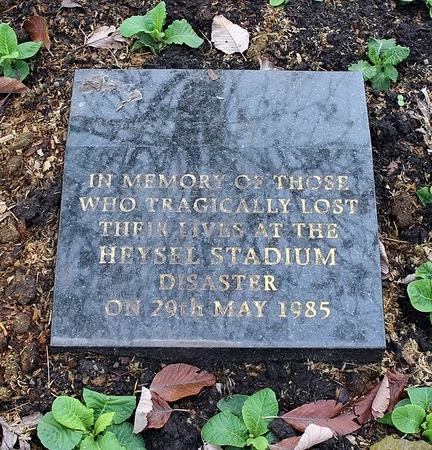 IN MEMORY OF THOSE
WHO TRAGICALLY LOST
THEIR LIVES AT THE
HEYSEL STADIUM
DISASTER
ON 29th MAY 1985